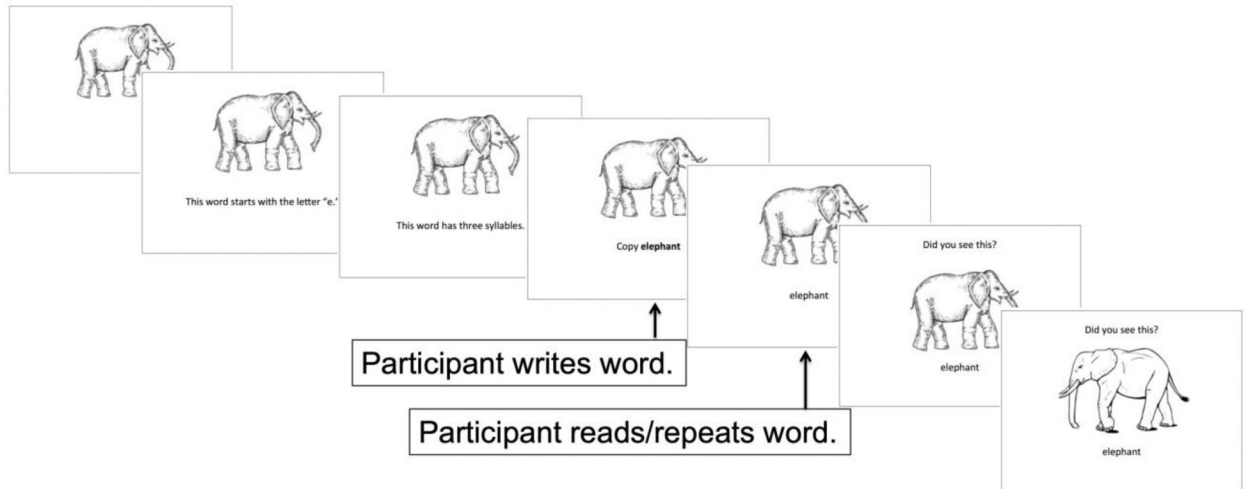 This word starts with the letter "e."
This word has three syllables.
Copy elephant
Participant writes word.
elephant
Participant reads/repeats word.
Did you see this?
elephant
Did you see this?
elephant